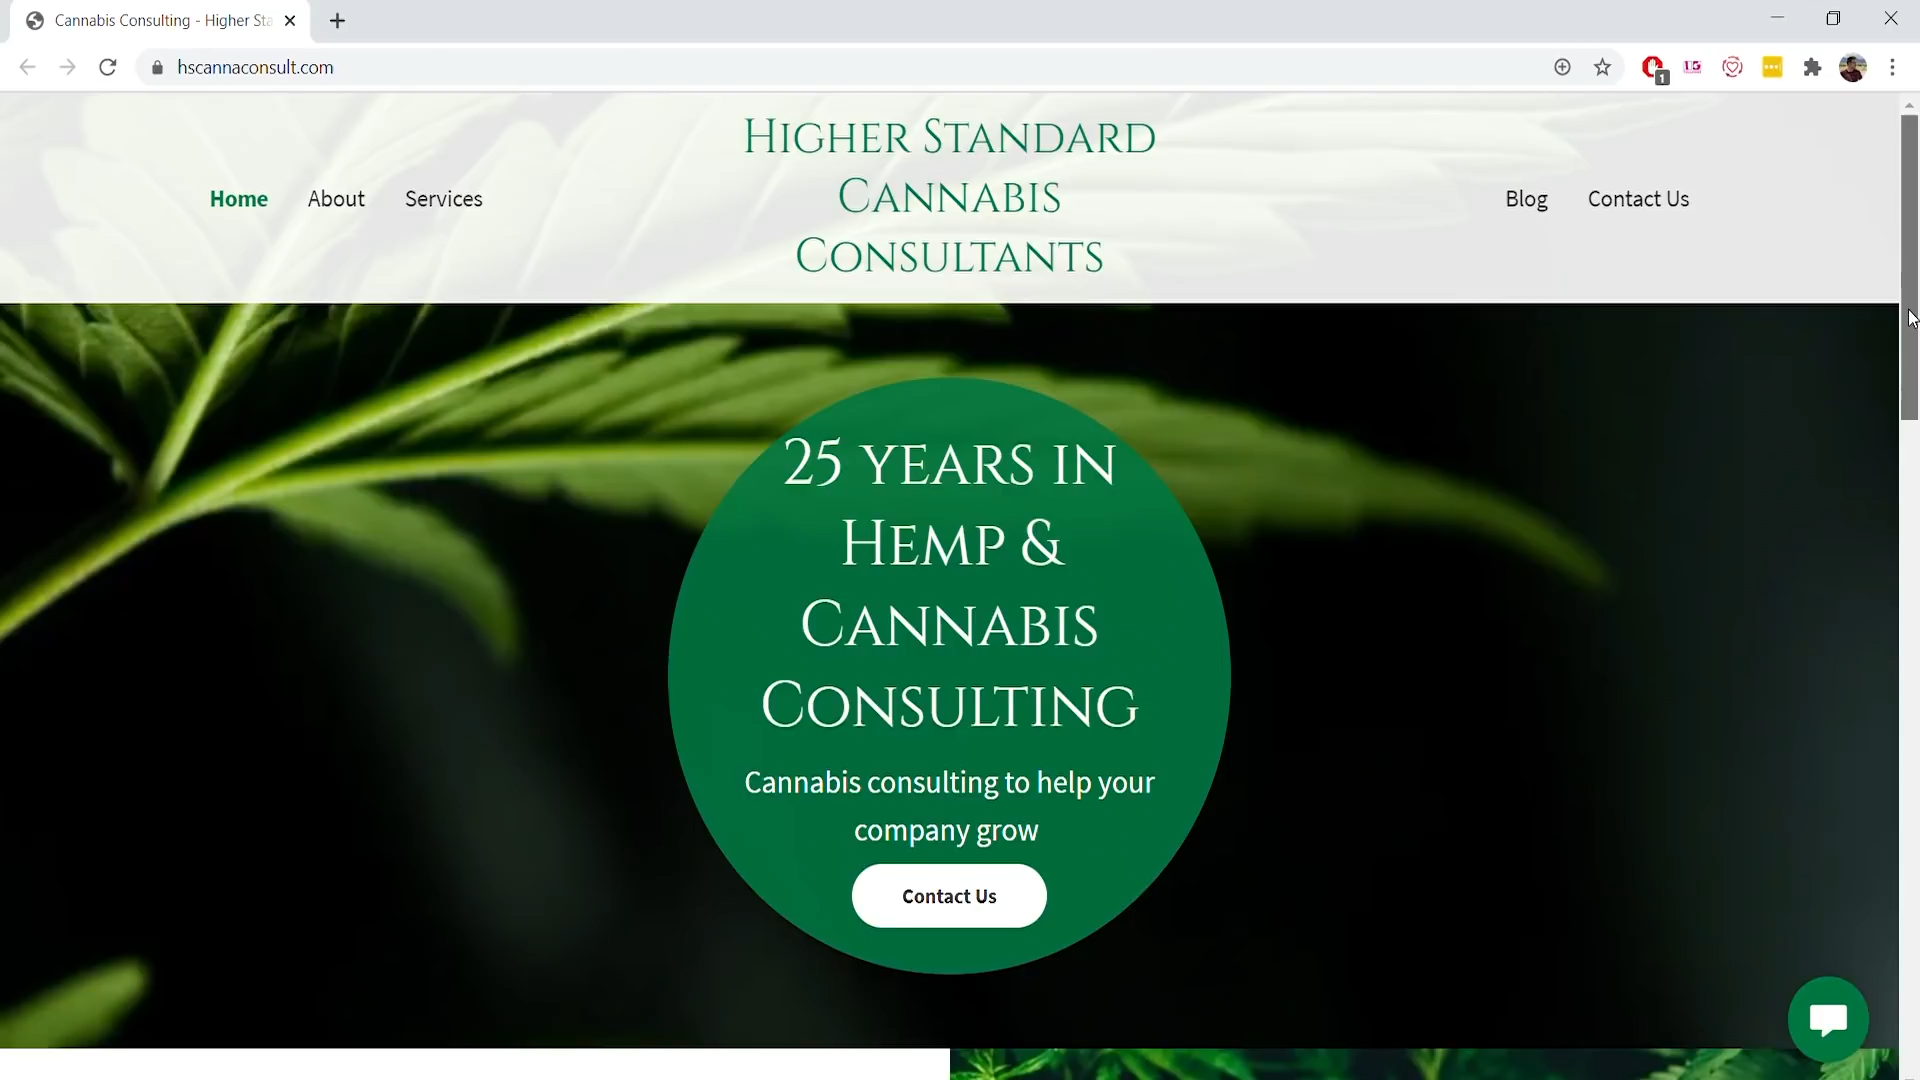 Cannabis Consulting - Higher Sta
hscannaconsult.com
1
HIGHER STANDARD
CANNABIS
CONSULTANTS
Home About Services
Blog Contact Us
25 YEARS IN
HEMP &
CANNABIS
CONSULTING
Cannabis consulting to help your
company grow
Contact Us